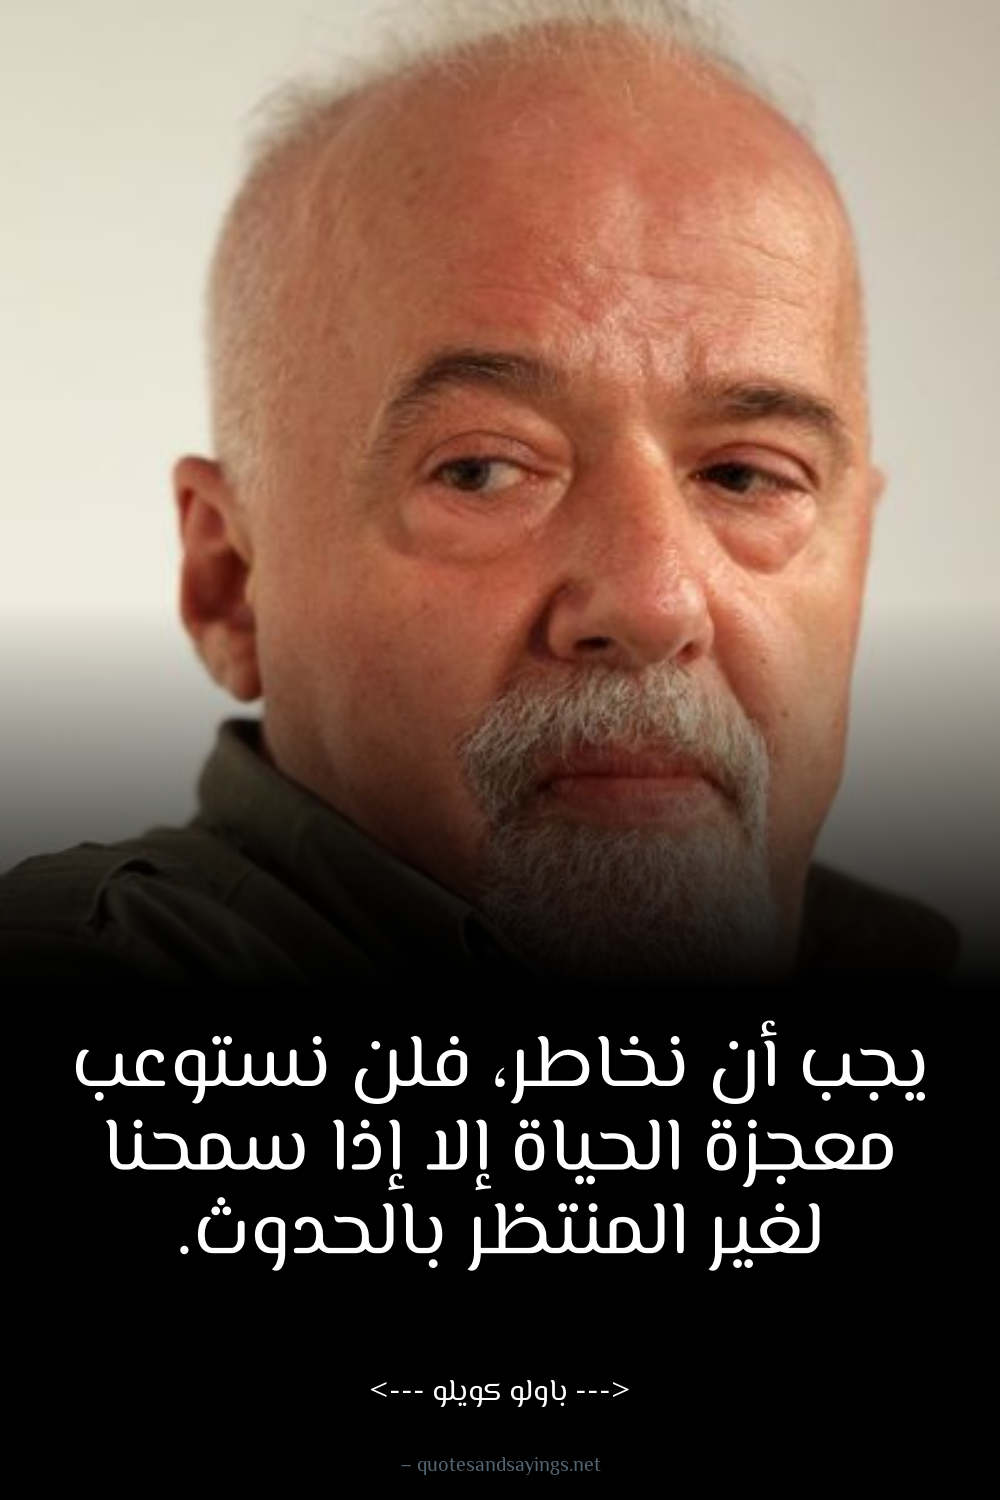 يجب أن نخاطر، فلن نستوعب
معجزة الحياة إلا إذا سمحنا
لغير المنتظر بالحدوث.
<--- باولو كويلو --->
– quotesandsayings.net